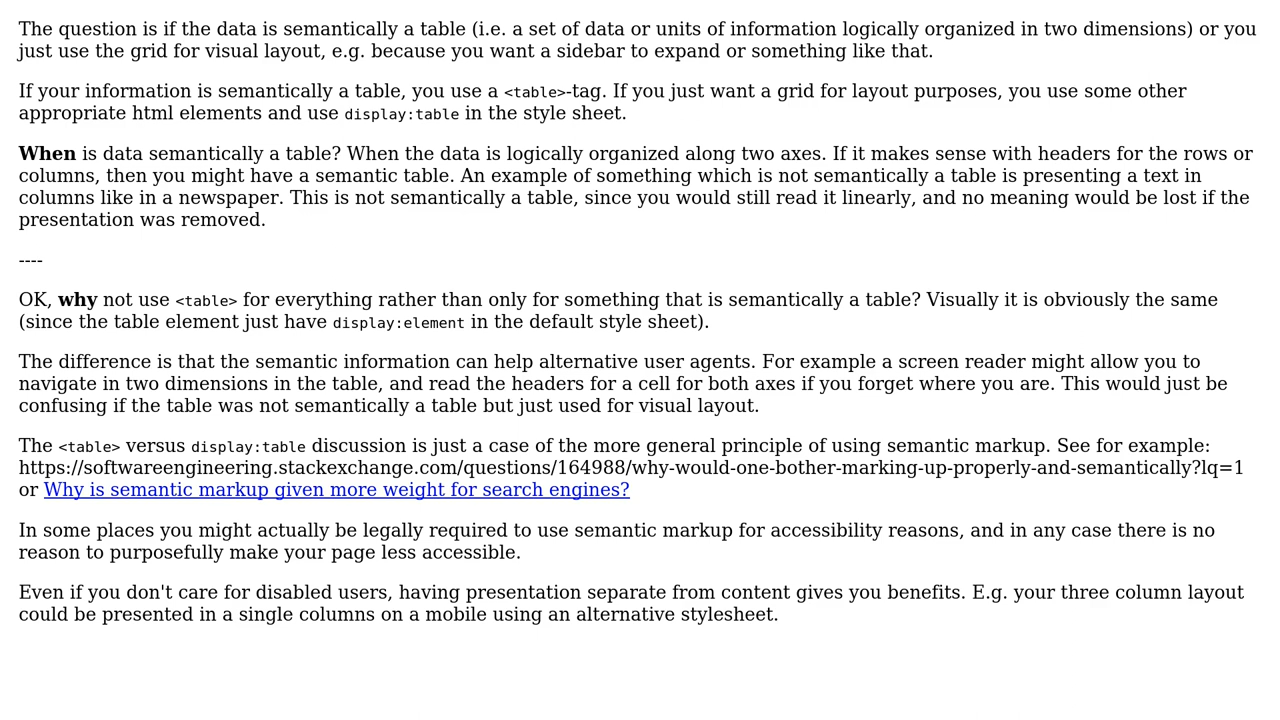 The question is if the data is semantically a table (i.e. a set of data or units of information logically organized in two dimensions) or you
just use the grid for visual layout, e.g. because you want a sidebar to expand or something like that.
If your information is semantically a table, you use a <table>-tag. If you just want a grid for layout purposes, you use some other
appropriate html elements and use display:table in the style sheet.
When is data semantically a table? When the data is logically organized along two axes. If it makes sense with headers for the rows or
columns, then you might have a semantic table. An example of something which is not semantically a table is presenting a text in
columns like in a newspaper. This is not semantically a table, since you would still read it linearly, and no meaning would be lost if the
presentation was removed.
----
OK, why not use <table> for everything rather than only for something that is semantically a table? Visually it is obviously the same
(since the table element just have display:element in the default style sheet).
The difference is that the semantic information can help alternative user agents. For example a screen reader might allow you to
navigate in two dimensions in the table, and read the headers for a cell for both axes if you forget where you are. This would just be
confusing if the table was not semantically a table but just used for visual layout.
The <table> versus display:table discussion is just a case of the more general principle of using semantic markup. See for example:
https://softwareengineering.stackexchange.com/questions/164988/why-would-one-bother-marking-up-properly-and-semantically?lq=1
or Why is semantic markup given more weight for search engines?
In some places you might actually be legally required to use semantic markup for accessibility reasons, and in any case there is no
reason to purposefully make your page less accessible.
Even if you don't care for disabled users, having presentation separate from content gives you benefits. E.g. your three column layout
could be presented in a single columns on a mobile using an alternative stylesheet.